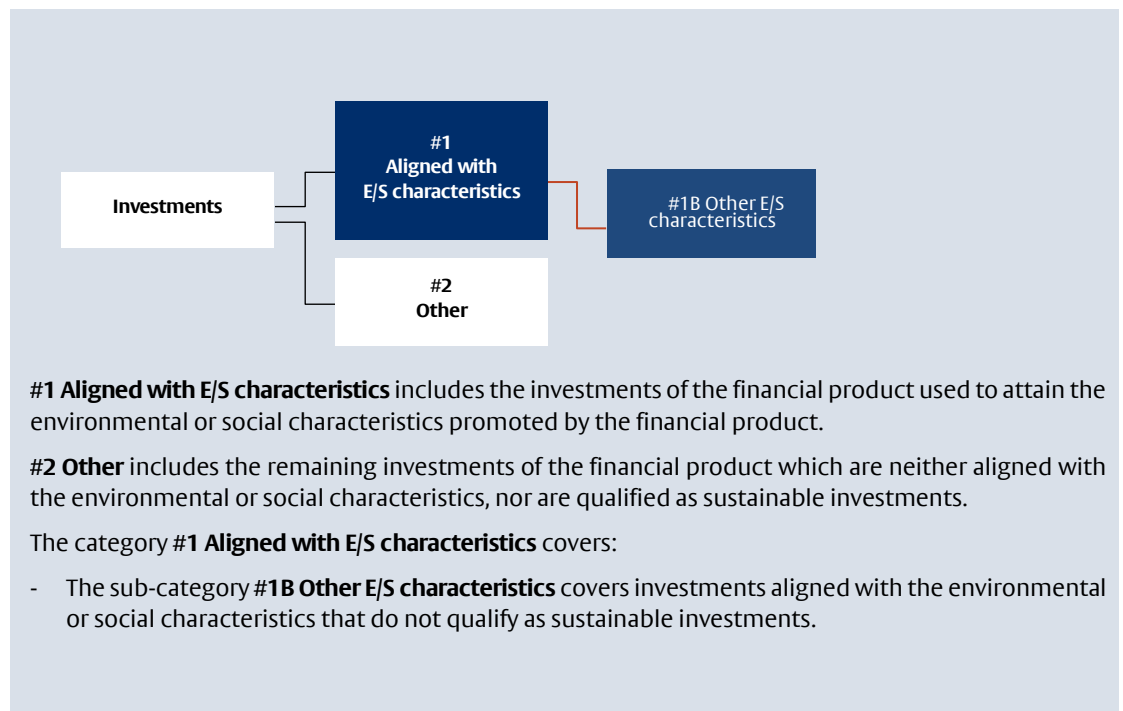 #1
Aligned with
E/S characteristics
Investments
#1B Other E/S
characteristics
#2
Other
#1 Aligned with E/S characteristics includes the investments of the financial product used to attain the
environmental or social characteristics promoted by the financial product.
#2 Other includes the remaining investments of the financial product which are neither aligned with
the environmental or social characteristics, nor are qualified as sustainable investments.
The category #1 Aligned with E/S characteristics covers:
- The sub-category #1B Other E/S characteristics covers investments aligned with the environmental
or social characteristics that do not qualify as sustainable investments.